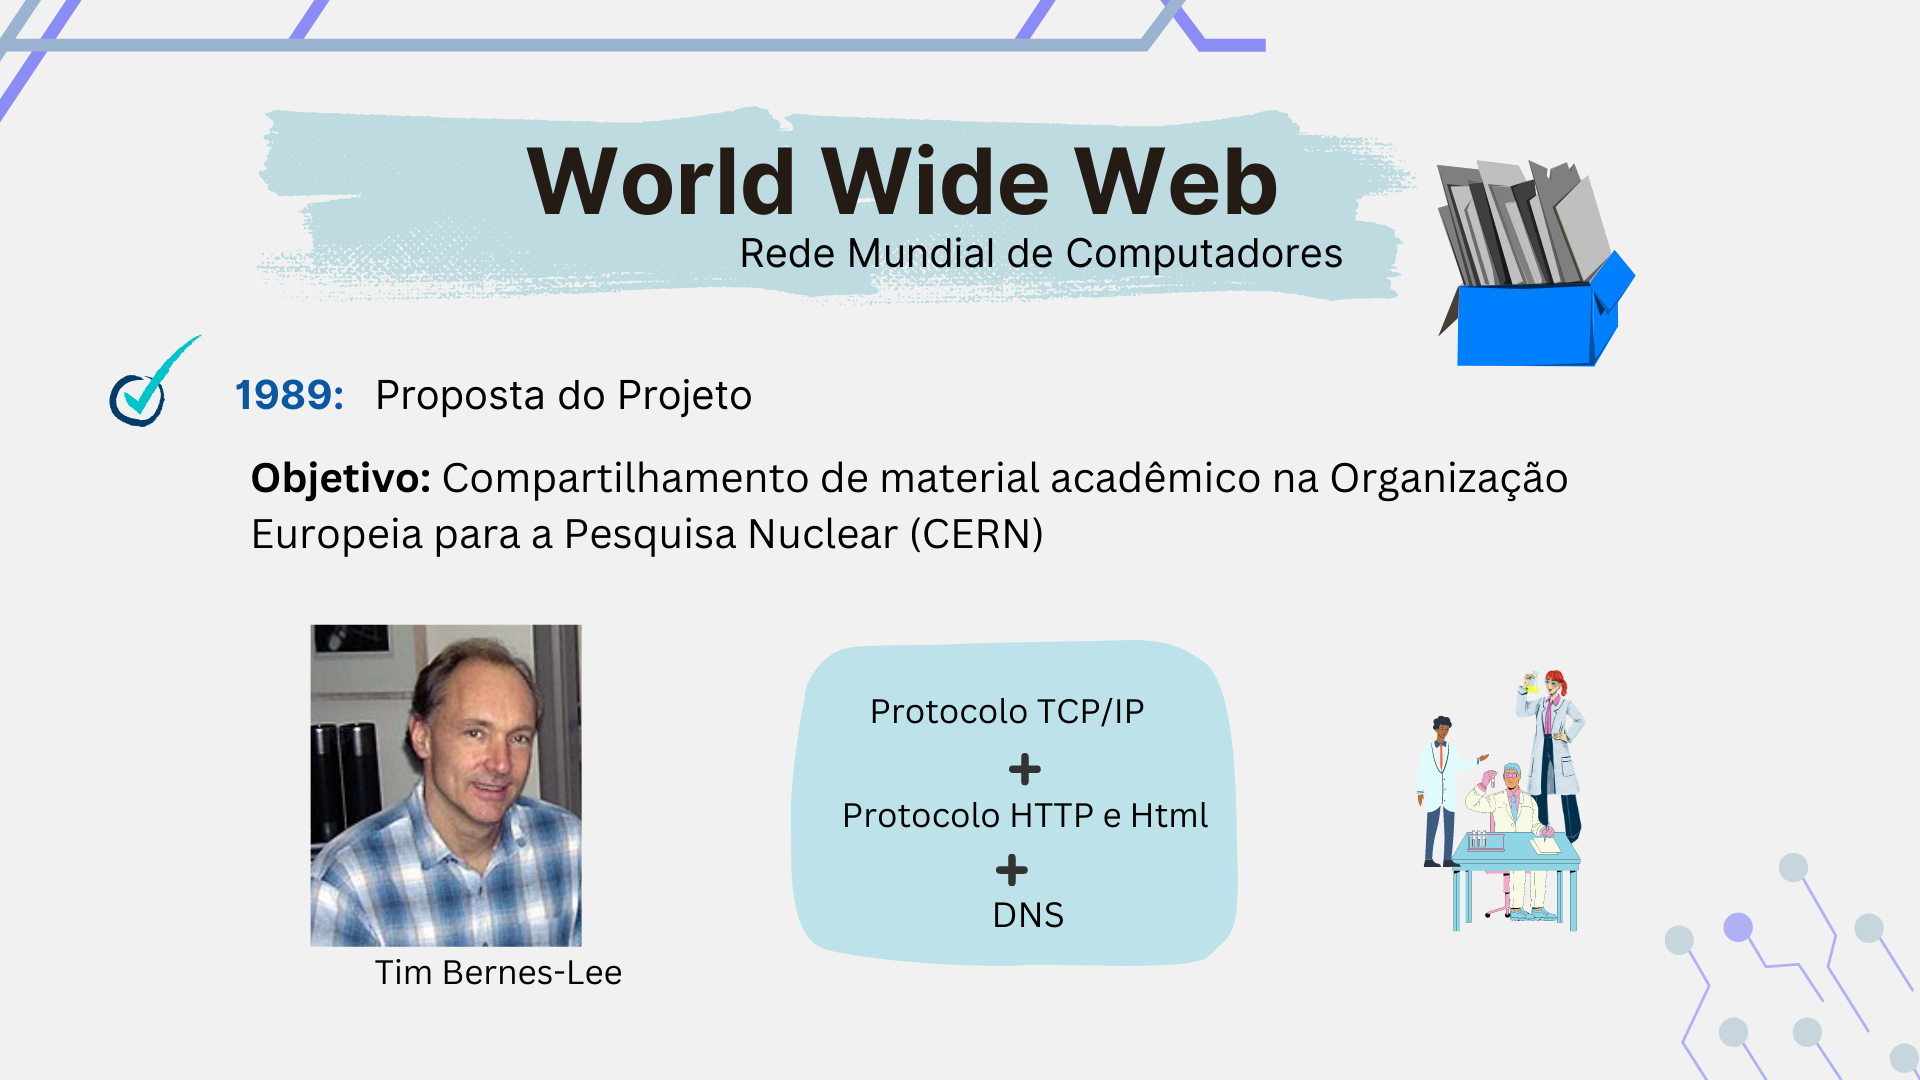 World Wide Web
Rede Mundial de Computadores
1989: Proposta do Projeto
Objetivo: Compartilhamento de material acadêmico na Organização
Europeia para a Pesquisa Nuclear (CERN)
Protocolo TCP/IP
+
Protocolo HTTP e Html
+
DNS
Tim Bernes-Lee